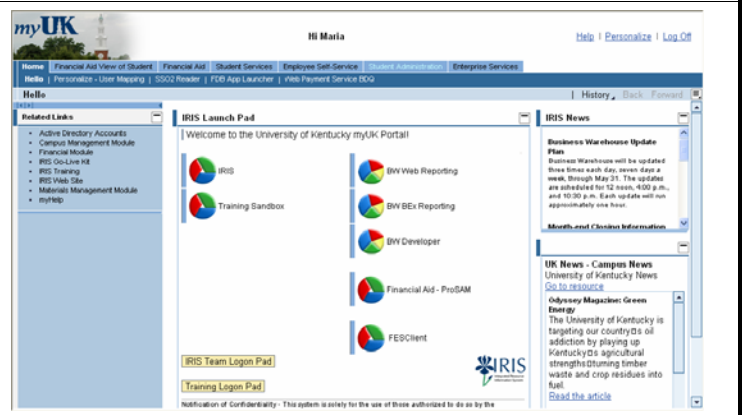 myUK
Hi Maria
Help | Personalize | Log Off
Home Financial Aid View of Student Financial Aid Student Services Employee Self-Service Student Administration Enterprise Services
Hello | Personalize - User Mapping | SSO2 Reader | FDB App Launcher | Web Payment Service BDQ
Hello
History Back Forward
Related Links
Active Directory Accounts
Campus Management Module
Financial Module
IRIS Go-Live Kit
IRIS Training
IRIS Web Site
Materials Management Module
myHelp
IRIS Launch Pad
Welcome to the University of Kentucky myUK Portal!
IRIS
Training Sandbox
BW Web Reporting
BW BEx Reporting
BW Developer
Financial Aid - ProSAM
FESClient
IRIS Team Logon Pad
Training Logon Pad
IRIS
Notification of Confidentiality - This system is solely for the use of those authorized to do so by the
IRIS News
Business Warehouse Update
Plan
Business Warehouse will be updated
three times each day, seven days a
week, through May 31. The updates
are scheduled for 12 noon, 4:00 p.m.,
and 10:30 p.m. Each update will run
approximately one hour.
Month-end Closing Information
UK News - Campus News
University of Kentucky News
Go to resource
Odyssey Magazine: Green
Energy
The University of Kentucky is
targeting our country□s oil
addiction by playing up
Kentucky□s agricultural
strengths□turning timber
waste and crop residues into
fuel.
Read the article